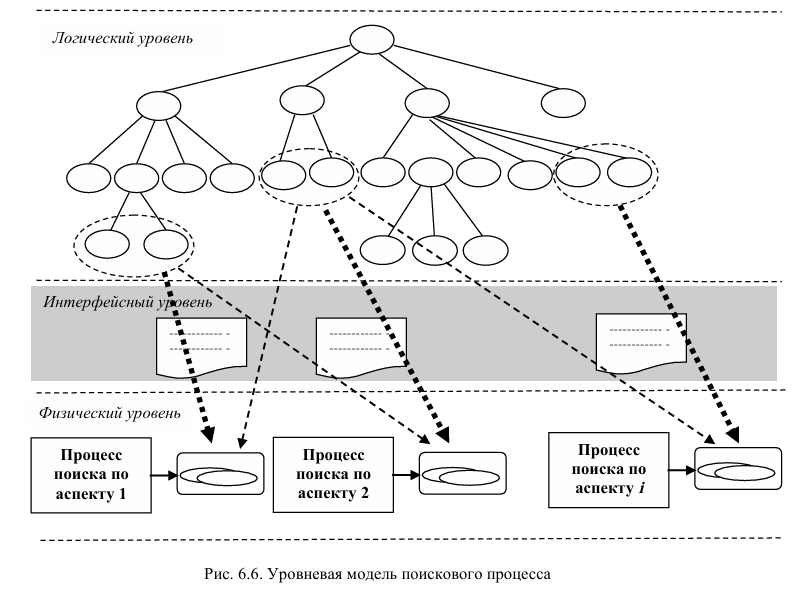 Логический уровень
Интерфейсный уровень
Физический уровень
Процесс
поиска по
аспекту 1
Процесс
поиска по
аспекту 2
Процесс
поиска по
аспекту i
Рис. 6.6. Уровневая модель поискового процесса